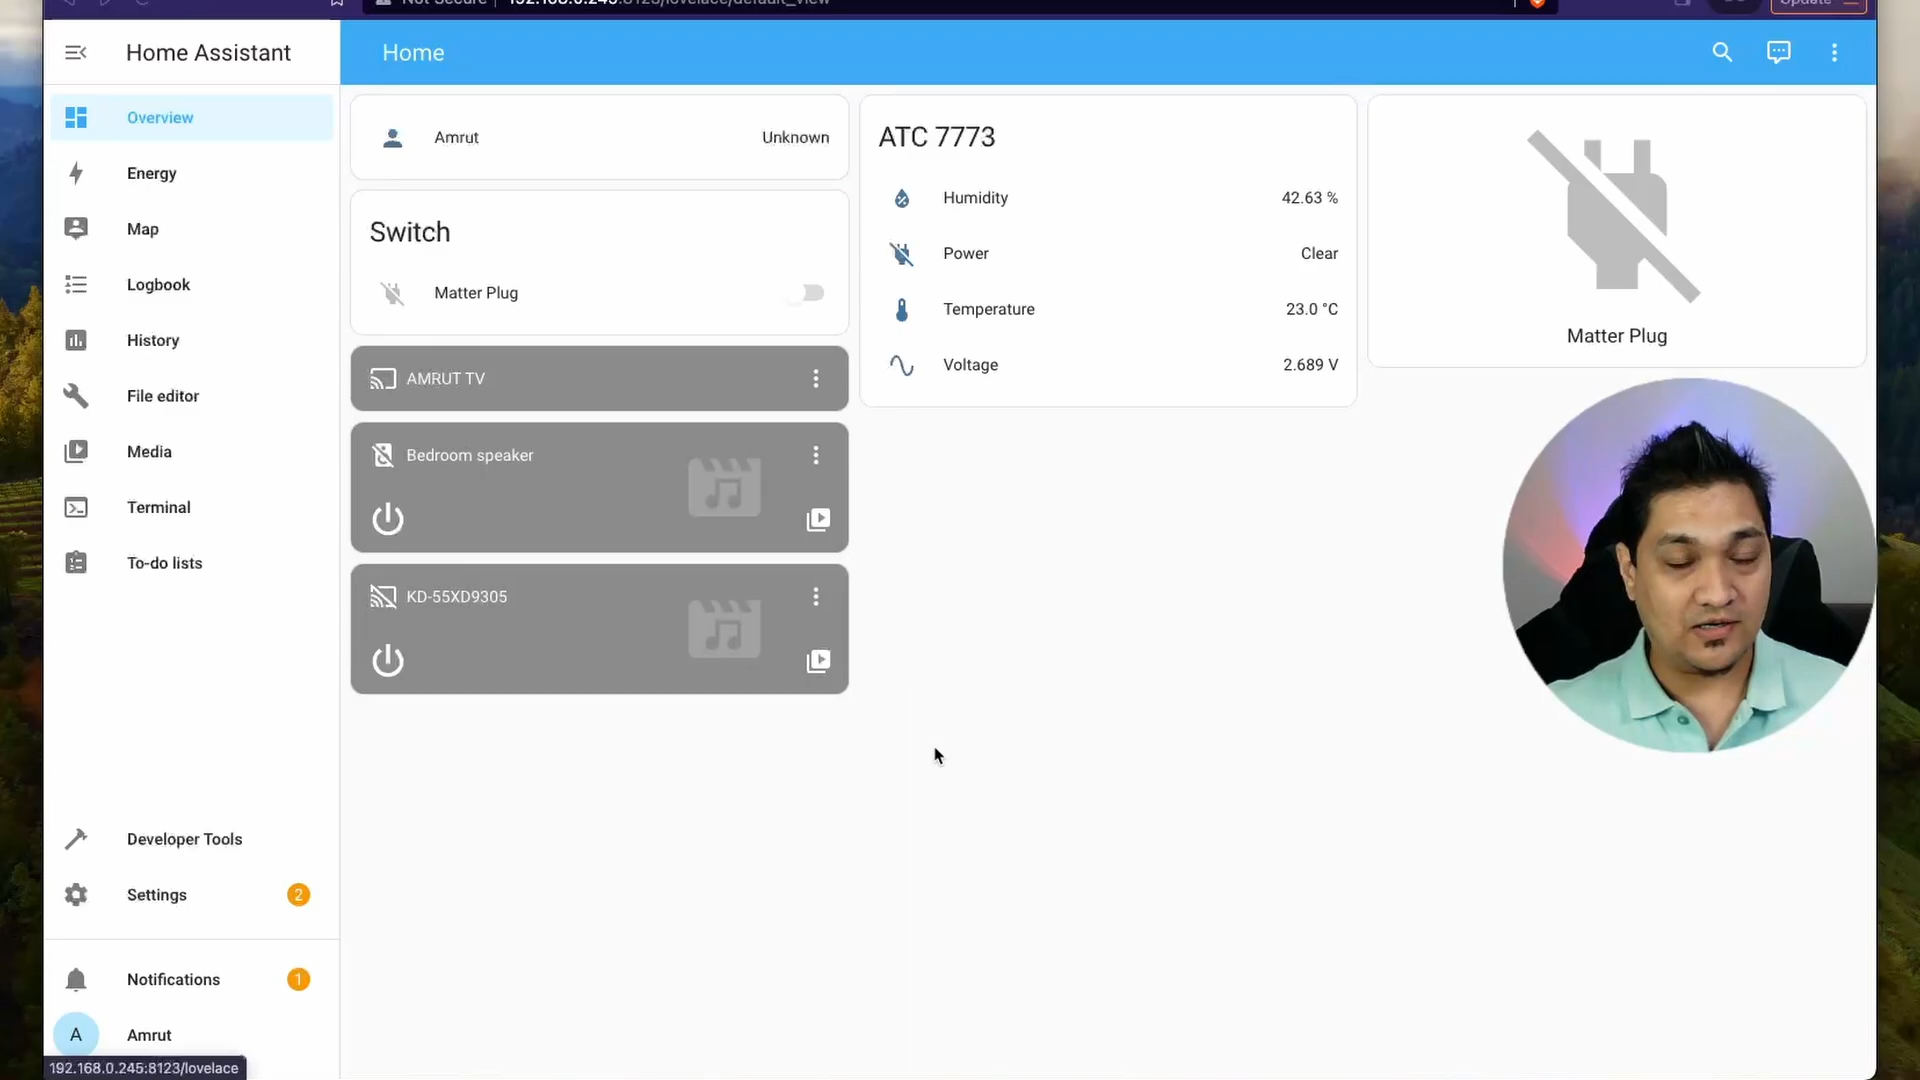 Home Assistant
Home
Overview
Energy
Map
Logbook
History
File editor
Media
Terminal
To-do lists
Developer Tools
Settings
2
Notifications
1
A
Amrut
192.168.0.245:8123/lovelace
Amrut
Unknown
Switch
Matter Plug
AMRUT TV
Bedroom speaker
KD-55XD9305
ATC 7773
Humidity
42.63 %
Power
Clear
Temperature
23.0 °C
Voltage
2.689 V
Matter Plug